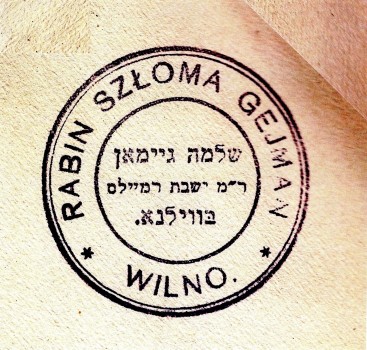 RABIN SZŁOMA GEJMAN
שלמה גיימאן
ר״מ ישבת רמיילס
בווילנא.
* WILNO. *